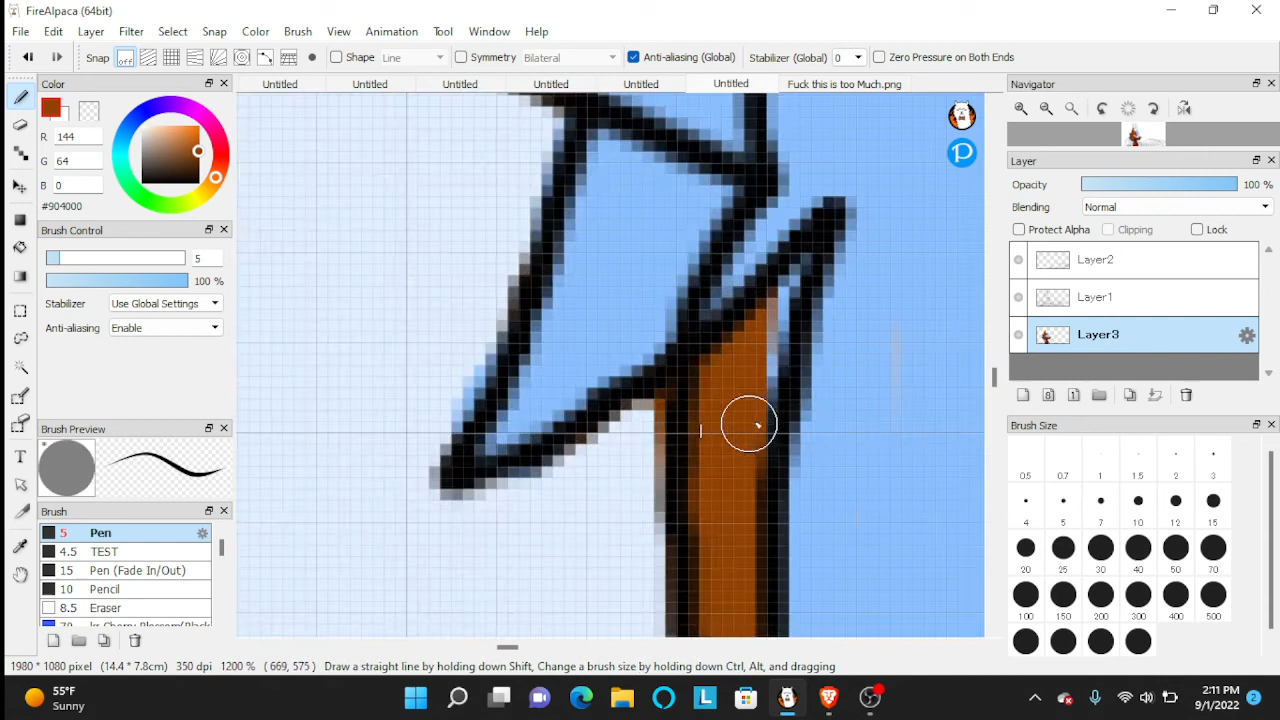 FireAlpaca (64bit)
File Edit Layer Filter Select Snap Color Brush View Animation Tool Window Help
Snap off Shape Line Symmetry Bilateral Anti-aliasing (Global) Stabilizer (Global) 0 Zero Pressure on Both Ends
Color
Untitled Untitled Untitled Untitled Untitled Untitled Fuck this is too Much.png
Navigator
R 144
G 64
B 0
#904000
Layer
Opacity 100 %
Blending Normal
Protect Alpha Clipping Lock
Layer2
Layer1
Layer3
Brush Control
5
100 %
Stabilizer Use Global Settings
Anti-aliasing Enable
Brush Preview
Brush
5 Pen
4.5 TEST
15 Pen (Fade In/Out)
10 Pencil
8.5 Eraser
Brush Size
0.5 0.7 1 1.5 2 3
4 5 7 10 12 15
20 25 30 40 50 70
100 150 200 300 400 500
1980 * 1080 pixel (14.4 * 7.8cm) 350 dpi 1200 % (669, 575) Draw a straight line by holding down Shift, Change a brush size by holding down Ctrl, Alt, and dragging
55°F
Sunny
2:11 PM
9/1/2022
2